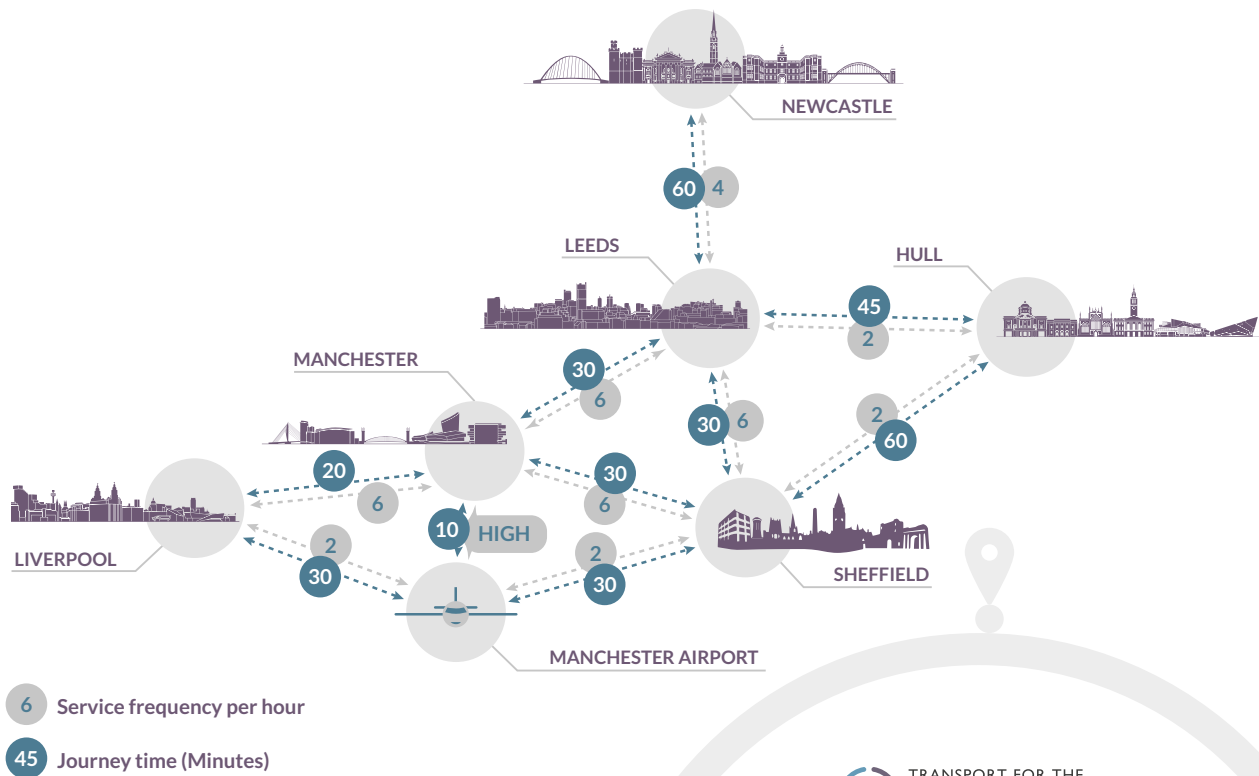 NEWCASTLE
60 4
LEEDS
HULL
45
2
MANCHESTER
30
6
30 6
2
60
20
6
30
6
10 HIGH
2
30
2
30
LIVERPOOL
SHEFFIELD
MANCHESTER AIRPORT
6 Service frequency per hour
45 Journey time (Minutes)
TRANSPORT FOR THE